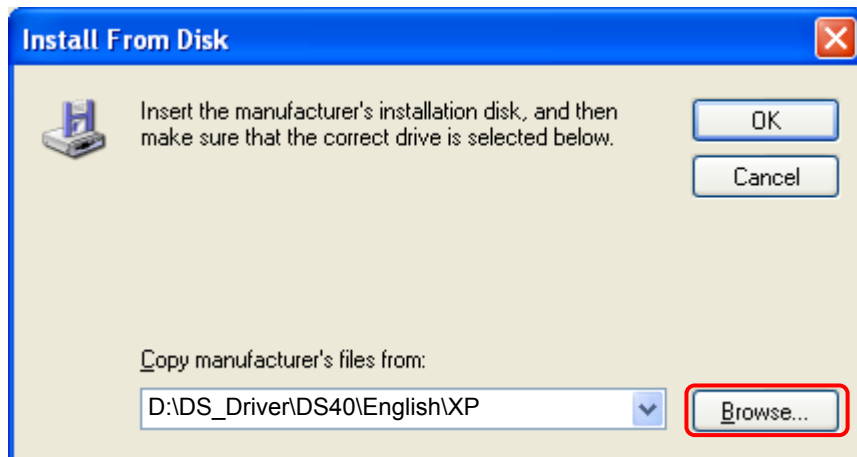 Install From Disk
Insert the manufacturer's installation disk, and then
make sure that the correct drive is selected below.
OK
Cancel
Copy manufacturer's files from:
D:\DS_Driver\DS40\English\XP
Browse...